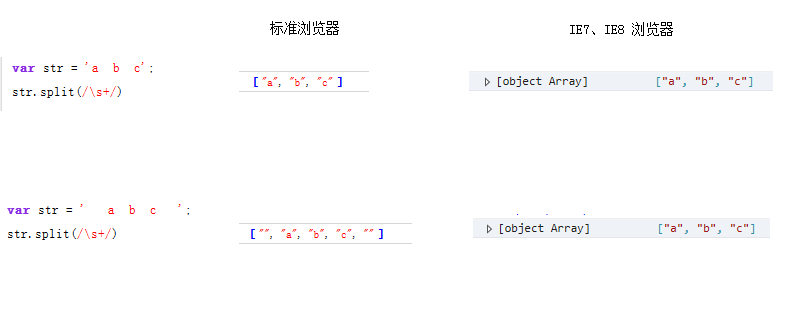 标准浏览器 IE7、IE8 浏览器
var str = 'a  b  c';
["a", "b", "c"] [object Array] ["a", "b", "c"]
str.split(/\s+/)
var str = '   a  b  c   ';
str.split(/\s+/) ["", "a", "b", "c", ""] [object Array] ["a", "b", "c"]